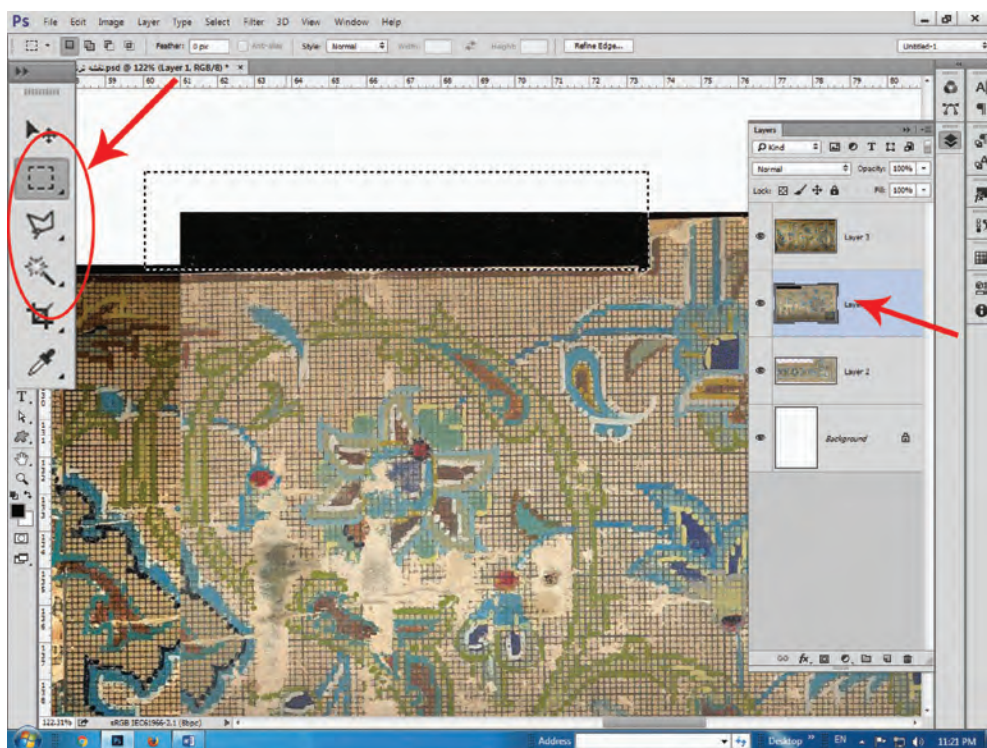 Ps File Edit Image Layer Type Select Filter 3D View Window Help
Feather: 0 px Anti-alias Style: Normal Width: Height: Refine Edge... Untitled-1
.psd @ 122% (Layer 1, RGB/8) * ×
59 60 61 62 63 64 65 66 67 68 69 70 71 72 73 74 75 76 77 78 79 80
Layers
Kind
Normal Opacity: 100%
Lock: Fill: 100%
Layer 3
Layer 2
Background
122.31% sRGB IEC61966-2.1 (8bpc)
Address Desktop » EN 11:21 PM